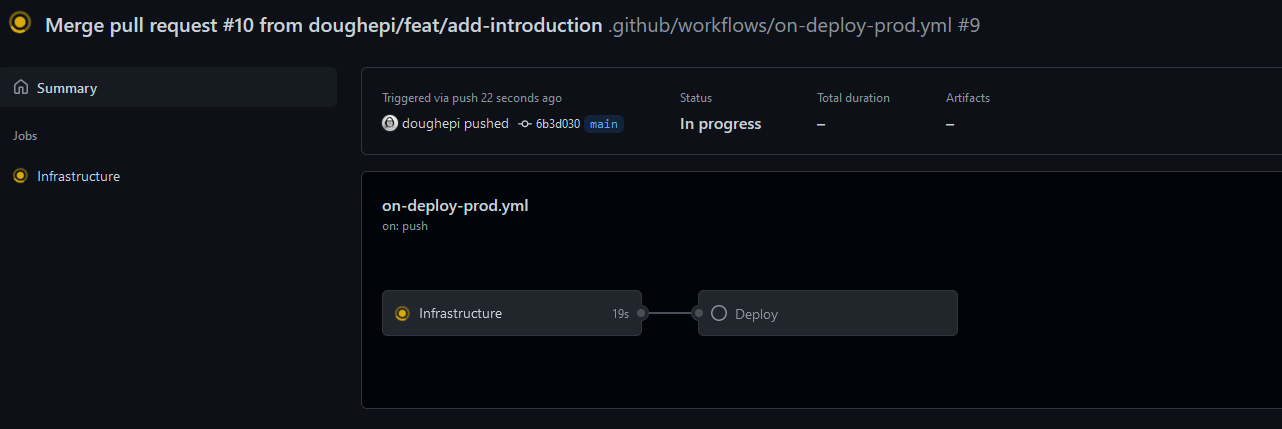 Merge pull request #10 from doughepi/feat/add-introduction .github/workflows/on-deploy-prod.yml #9
Summary
Jobs
Infrastructure
Triggered via push 22 seconds ago
doughepi pushed 6b3d030 main
Status
In progress
Total duration
–
Artifacts
–
on-deploy-prod.yml
on: push
Infrastructure 19s
Deploy